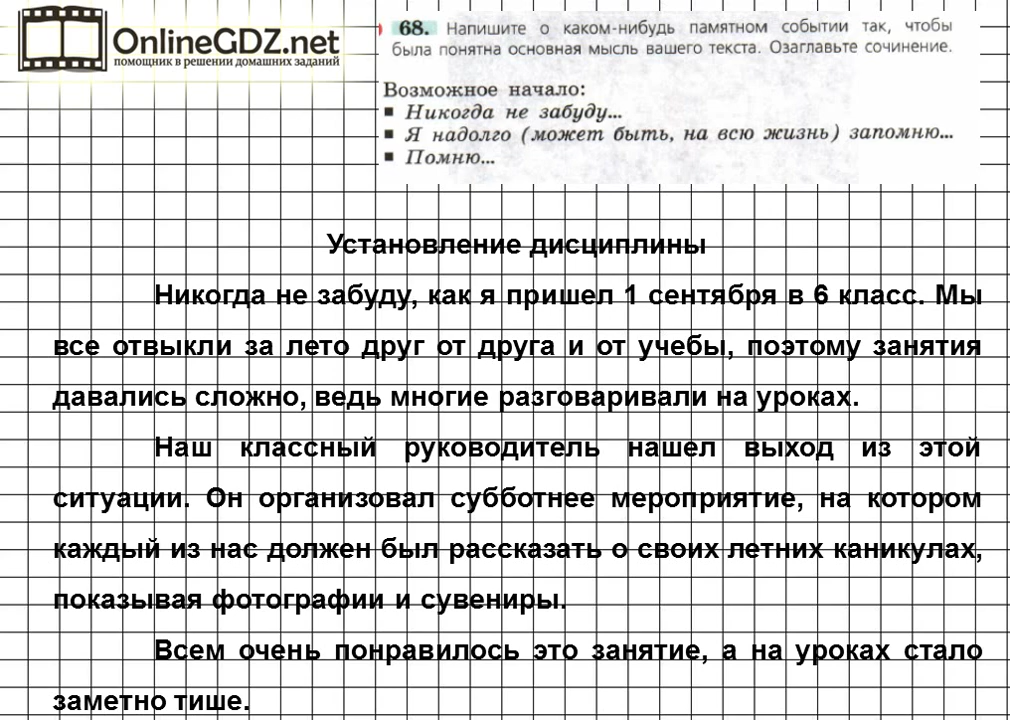 OnlineGDZ.net
помощник в решении домашних заданий
68. Напишите о каком-нибудь памятном событии так, чтобы
была понятна основная мысль вашего текста. Озаглавьте сочинение.
Возможное начало:
▪ Никогда не забуду...
▪ Я надолго (может быть, на всю жизнь) запомню...
▪ Помню...
Установление дисциплины
Никогда не забуду, как я пришел 1 сентября в 6 класс. Мы
все отвыкли за лето друг от друга и от учебы, поэтому занятия
давались сложно, ведь многие разговаривали на уроках.
Наш классный руководитель нашел выход из этой
ситуации. Он организовал субботнее мероприятие, на котором
каждый из нас должен был рассказать о своих летних каникулах,
показывая фотографии и сувениры.
Всем очень понравилось это занятие, а на уроках стало
заметно тише.